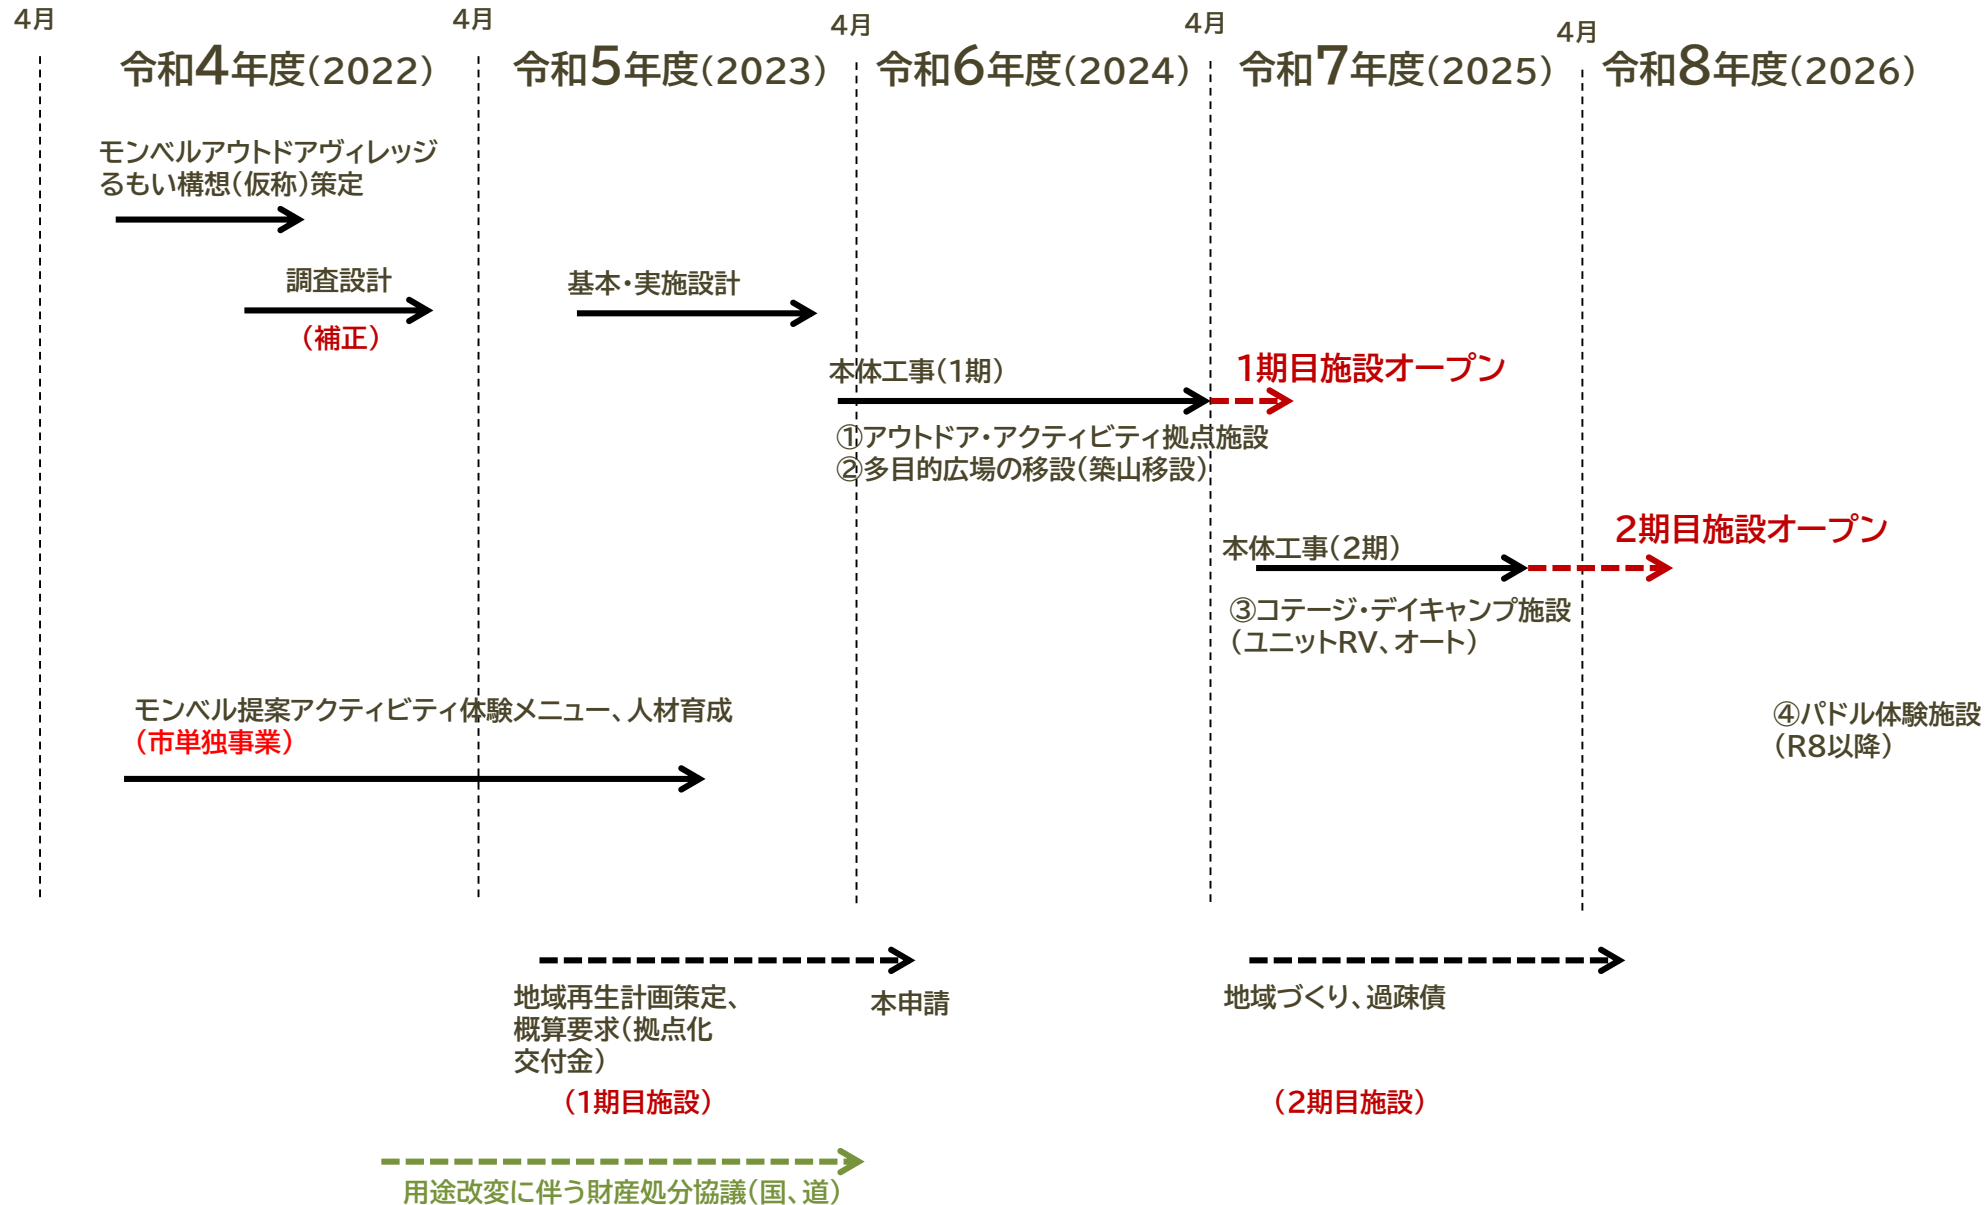 4月
4月
4月
4月
4月
令和4年度(2022)
令和5年度(2023)
令和6年度(2024)
令和7年度(2025)
令和8年度(2026)
モンベルアウトドアヴィレッジ
るもい構想(仮称)策定
調査設計
(補正)
基本・実施設計
本体工事(1期)
1期目施設オープン
①アウトドア・アクティビティ拠点施設
②多目的広場の移設(築山移設)
2期目施設オープン
本体工事(2期)
③コテージ・デイキャンプ施設
(ユニットRV、オート)
モンベル提案アクティビティ体験メニュー、人材育成
(市単独事業)
④パドル体験施設
(R8以降)
地域再生計画策定、
概算要求(拠点化
交付金)
本申請
地域づくり、過疎債
(1期目施設)
(2期目施設)
用途改変に伴う財産処分協議(国、道)